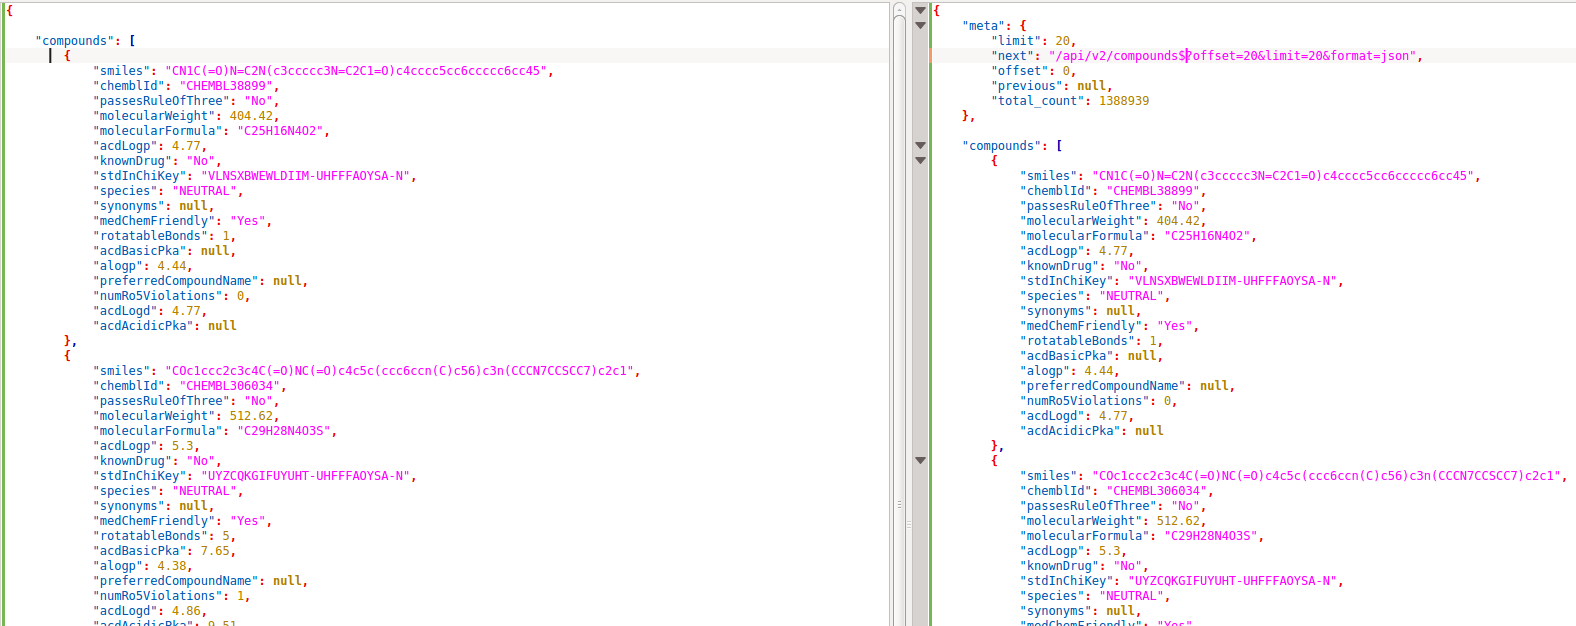 {
"compounds": [
{
"smiles": "CN1C(=O)N=C2N(c3ccccc3N=C2C1=O)c4cccc5cc6ccccc6cc45",
"chemblId": "CHEMBL38899",
"passesRuleOfThree": "No",
"molecularWeight": 404.42,
"molecularFormula": "C25H16N4O2",
"acdLogp": 4.77,
"knownDrug": "No",
"stdInChiKey": "VLNSXBWEWLDIIM-UHFFFAOYSA-N",
"species": "NEUTRAL",
"synonyms": null,
"medChemFriendly": "Yes",
"rotatableBonds": 1,
"acdBasicPka": null,
"alogp": 4.44,
"preferredCompoundName": null,
"numRo5Violations": 0,
"acdLogd": 4.77,
"acdAcidicPka": null
},
{
"smiles": "COc1ccc2c3c4C(=O)NC(=O)c4c5c(ccc6ccn(C)c56)c3n(CCCN7CCSCC7)c2c1",
"chemblId": "CHEMBL306034",
"passesRuleOfThree": "No",
"molecularWeight": 512.62,
"molecularFormula": "C29H28N4O3S",
"acdLogp": 5.3,
"knownDrug": "No",
"stdInChiKey": "UYZCQKGIFUYUHT-UHFFFAOYSA-N",
"species": "NEUTRAL",
"synonyms": null,
"medChemFriendly": "Yes",
"rotatableBonds": 5,
"acdBasicPka": 7.65,
"alogp": 4.38,
"preferredCompoundName": null,
"numRo5Violations": 1,
"acdLogd": 4.86,
"acdAcidicPka": 9.51
{
"meta": {
"limit": 20,
"next": "/api/v2/compounds$?offset=20&limit=20&format=json",
"offset": 0,
"previous": null,
"total_count": 1388939
},
"compounds": [
{
"smiles": "CN1C(=O)N=C2N(c3ccccc3N=C2C1=O)c4cccc5cc6ccccc6cc45",
"chemblId": "CHEMBL38899",
"passesRuleOfThree": "No",
"molecularWeight": 404.42,
"molecularFormula": "C25H16N4O2",
"acdLogp": 4.77,
"knownDrug": "No",
"stdInChiKey": "VLNSXBWEWLDIIM-UHFFFAOYSA-N",
"species": "NEUTRAL",
"synonyms": null,
"medChemFriendly": "Yes",
"rotatableBonds": 1,
"acdBasicPka": null,
"alogp": 4.44,
"preferredCompoundName": null,
"numRo5Violations": 0,
"acdLogd": 4.77,
"acdAcidicPka": null
},
{
"smiles": "COc1ccc2c3c4C(=O)NC(=O)c4c5c(ccc6ccn(C)c56)c3n(CCCN7CCSCC7)c2c1",
"chemblId": "CHEMBL306034",
"passesRuleOfThree": "No",
"molecularWeight": 512.62,
"molecularFormula": "C29H28N4O3S",
"acdLogp": 5.3,
"knownDrug": "No",
"stdInChiKey": "UYZCQKGIFUYUHT-UHFFFAOYSA-N",
"species": "NEUTRAL",
"synonyms": null,
"medChemFriendly": "Yes"